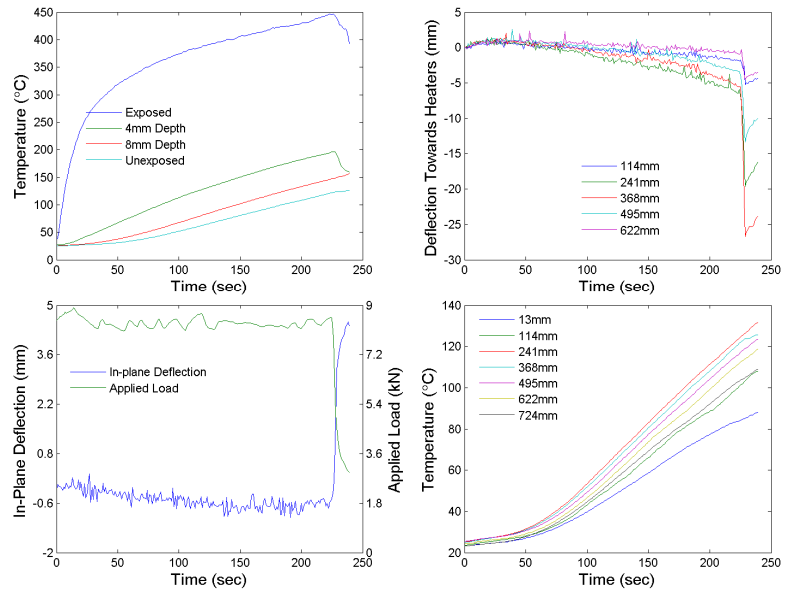 450
400
350
300
250
200
150
100
50
0
Temperature (°C)
Exposed
4mm Depth
8mm Depth
Unexposed
0 50 100 150 200 250
Time (sec)
5
0
-5
-10
-15
-20
-25
-30
Deflection Towards Heaters (mm)
114mm
241mm
368mm
495mm
622mm
0 50 100 150 200 250
Time (sec)
5
3.6
2.2
0.8
-0.6
-2
In-Plane Deflection (mm)
In-plane Deflection
Applied Load
9
7.2
5.4
3.6
1.8
0
Applied Load (kN)
0 50 100 150 200 250
Time (sec)
140
120
100
80
60
40
20
Temperature (°C)
13mm
114mm
241mm
368mm
495mm
622mm
724mm
0 50 100 150 200 250
Time (sec)